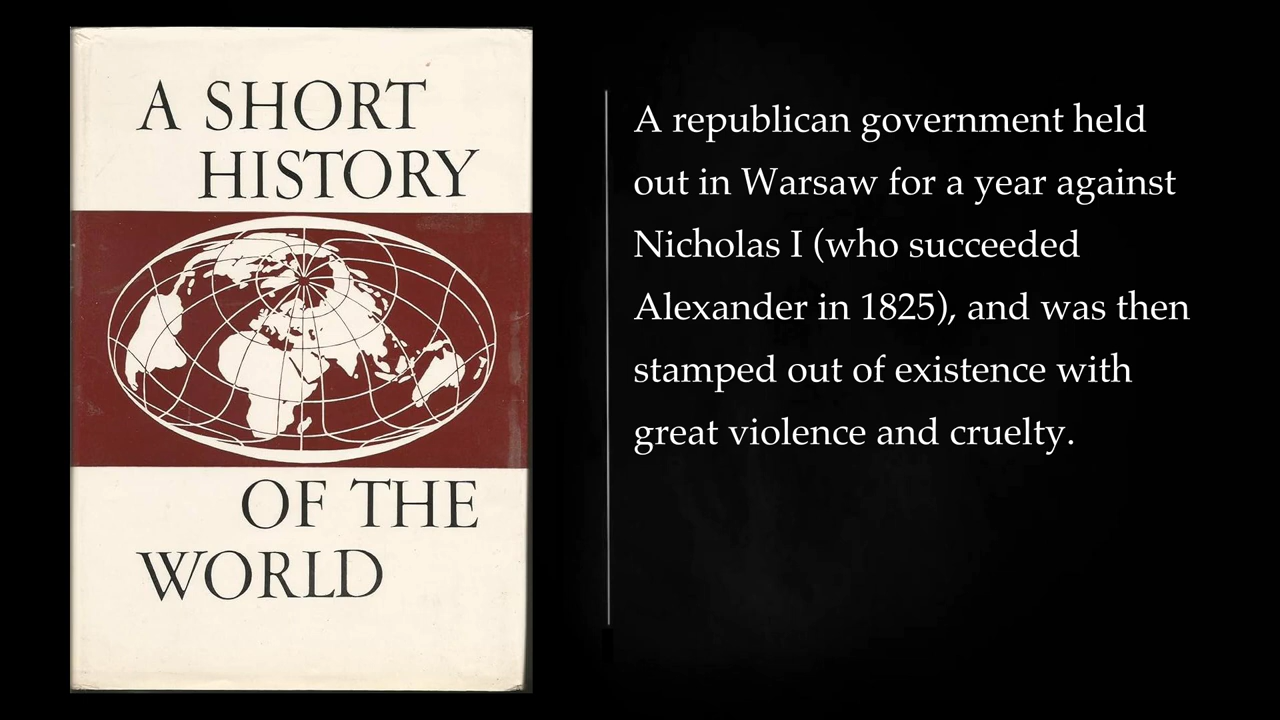 A SHORT
HISTORY
OF THE
WORLD
A republican government held
out in Warsaw for a year against
Nicholas I (who succeeded
Alexander in 1825), and was then
stamped out of existence with
great violence and cruelty.